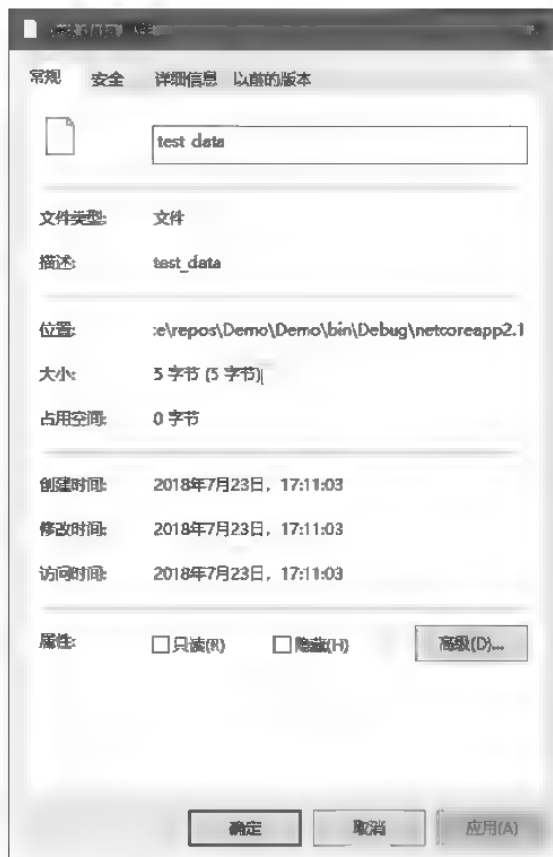 常规 安全 详细信息 以前的版本
test data
文件类型: 文件
描述: test_data
位置: :e\repos\Demo\Demo\bin\Debug\netcoreapp2.1
大小: 5 字节 (5 字节)
占用空间: 0 字节
创建时间: 2018年7月23日，17:11:03
修改时间: 2018年7月23日，17:11:03
访问时间: 2018年7月23日，17:11:03
属性: 只读(R) 隐藏(H) 高级(D)...
确定 取消 应用(A)